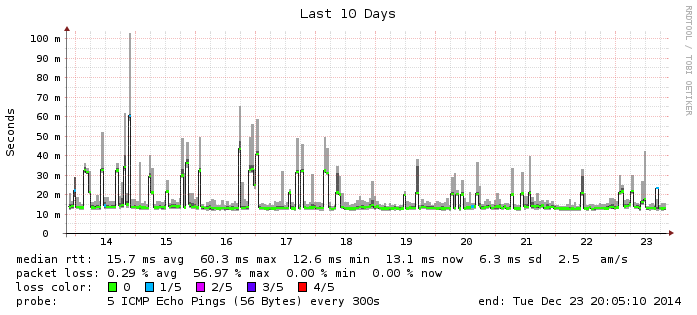 Last 10 Days
RRDTOOL / TOBI OETIKER
Seconds
100 m
90 m
80 m
70 m
60 m
50 m
40 m
30 m
20 m
10 m
0
14 15 16 17 18 19 20 21 22 23
median rtt: 15.7 ms avg 60.3 ms max 12.6 ms min 13.1 ms now 6.3 ms sd 2.5 am/s
packet loss: 0.29 % avg 56.97 % max 0.00 % min 0.00 % now
loss color: 0 1/5 2/5 3/5 4/5
probe: 5 ICMP Echo Pings (56 Bytes) every 300s end: Tue Dec 23 20:05:10 2014